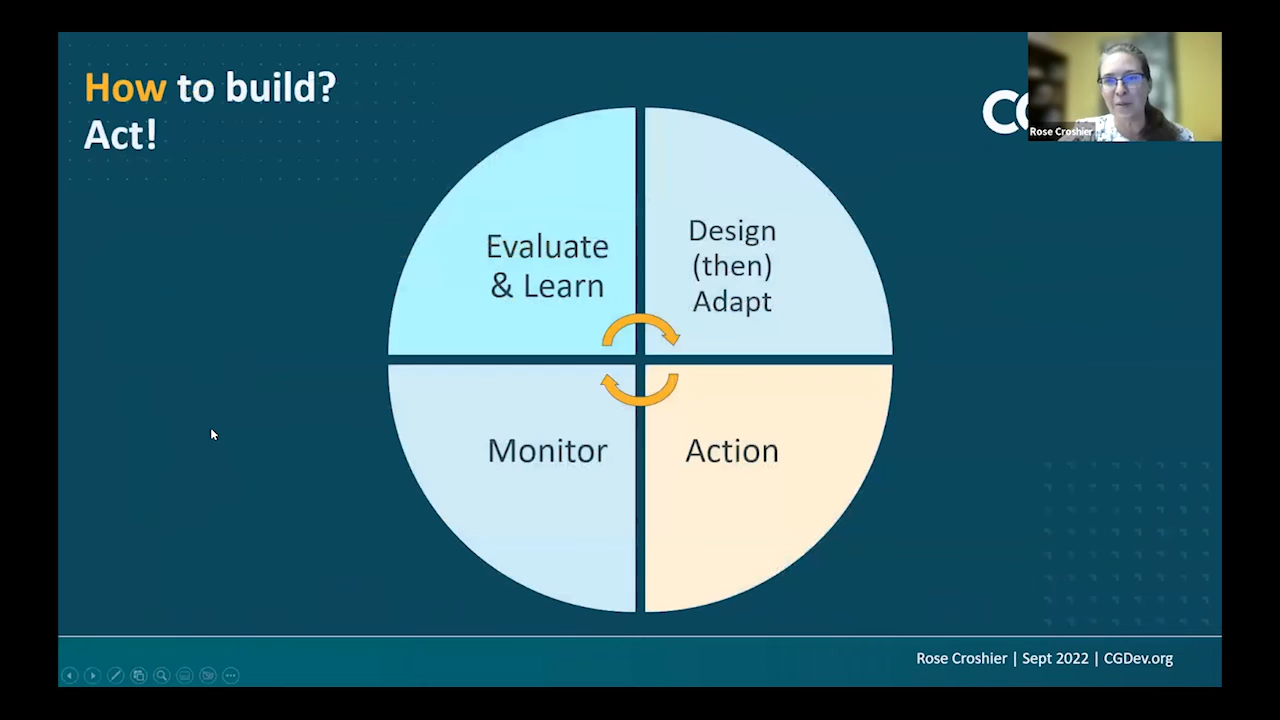 How to build?
Act!
CG
Rose Croshier
Evaluate
& Learn
Design
(then)
Adapt
Monitor
Action
Rose Croshier | Sept 2022 | CGDev.org